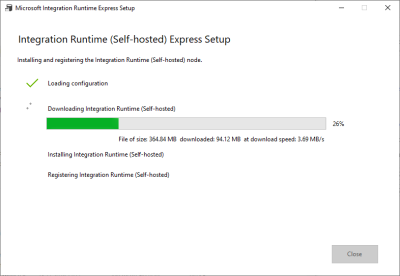 Microsoft Integration Runtime Express Setup
Integration Runtime (Self-hosted) Express Setup
Installing and registering the Integration Runtime (Self-hosted) node.
Loading configuration
Downloading Integration Runtime (Self-hosted)
26%
File of size: 364.84 MB downloaded: 94.12 MB at download speed: 3.69 MB/s
Installing Integration Runtime (Self-hosted)
Registering Integration Runtime (Self-hosted)
Close